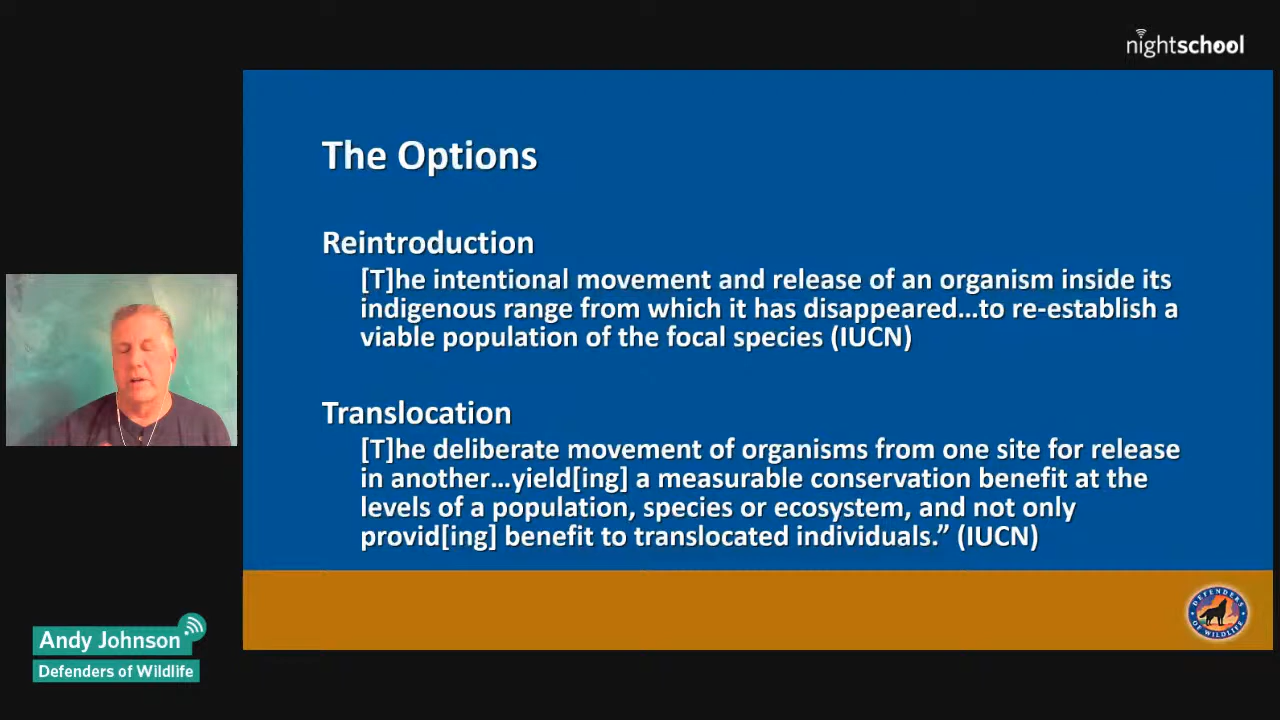 nightschool
The Options
Reintroduction
[T]he intentional movement and release of an organism inside its
indigenous range from which it has disappeared…to re-establish a
viable population of the focal species (IUCN)
Translocation
[T]he deliberate movement of organisms from one site for release
in another…yield[ing] a measurable conservation benefit at the
levels of a population, species or ecosystem, and not only
provid[ing] benefit to translocated individuals.” (IUCN)
DEFENDERS
OF WILDLIFE
Andy Johnson
Defenders of Wildlife